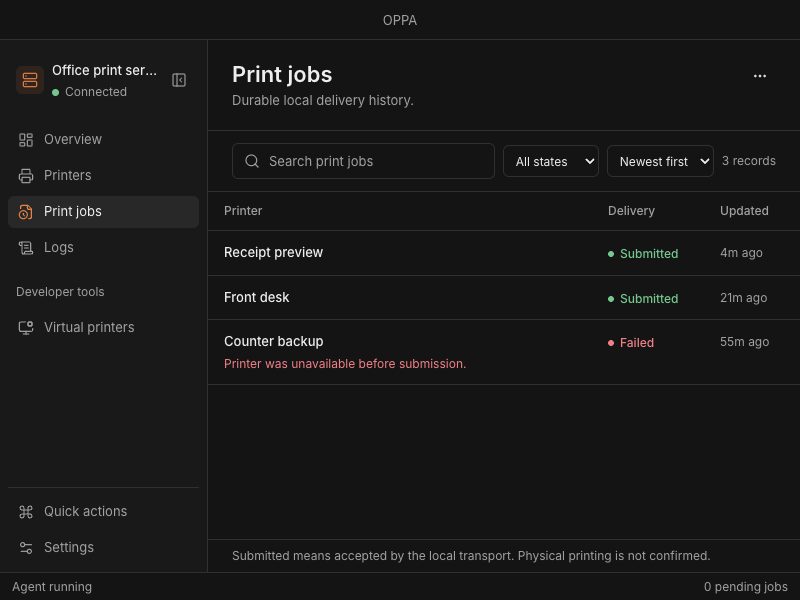 OPPA
Office print ser...
Connected
Overview
Printers
Print jobs
Logs
Developer tools
Virtual printers
Quick actions
Settings
Print jobs
Durable local delivery history.
Search print jobs
All states
Newest first
3 records
Printer Delivery Updated
Receipt preview Submitted 4m ago
Front desk Submitted 21m ago
Counter backup Failed 55m ago
Printer was unavailable before submission.
Submitted means accepted by the local transport. Physical printing is not confirmed.
Agent running
0 pending jobs